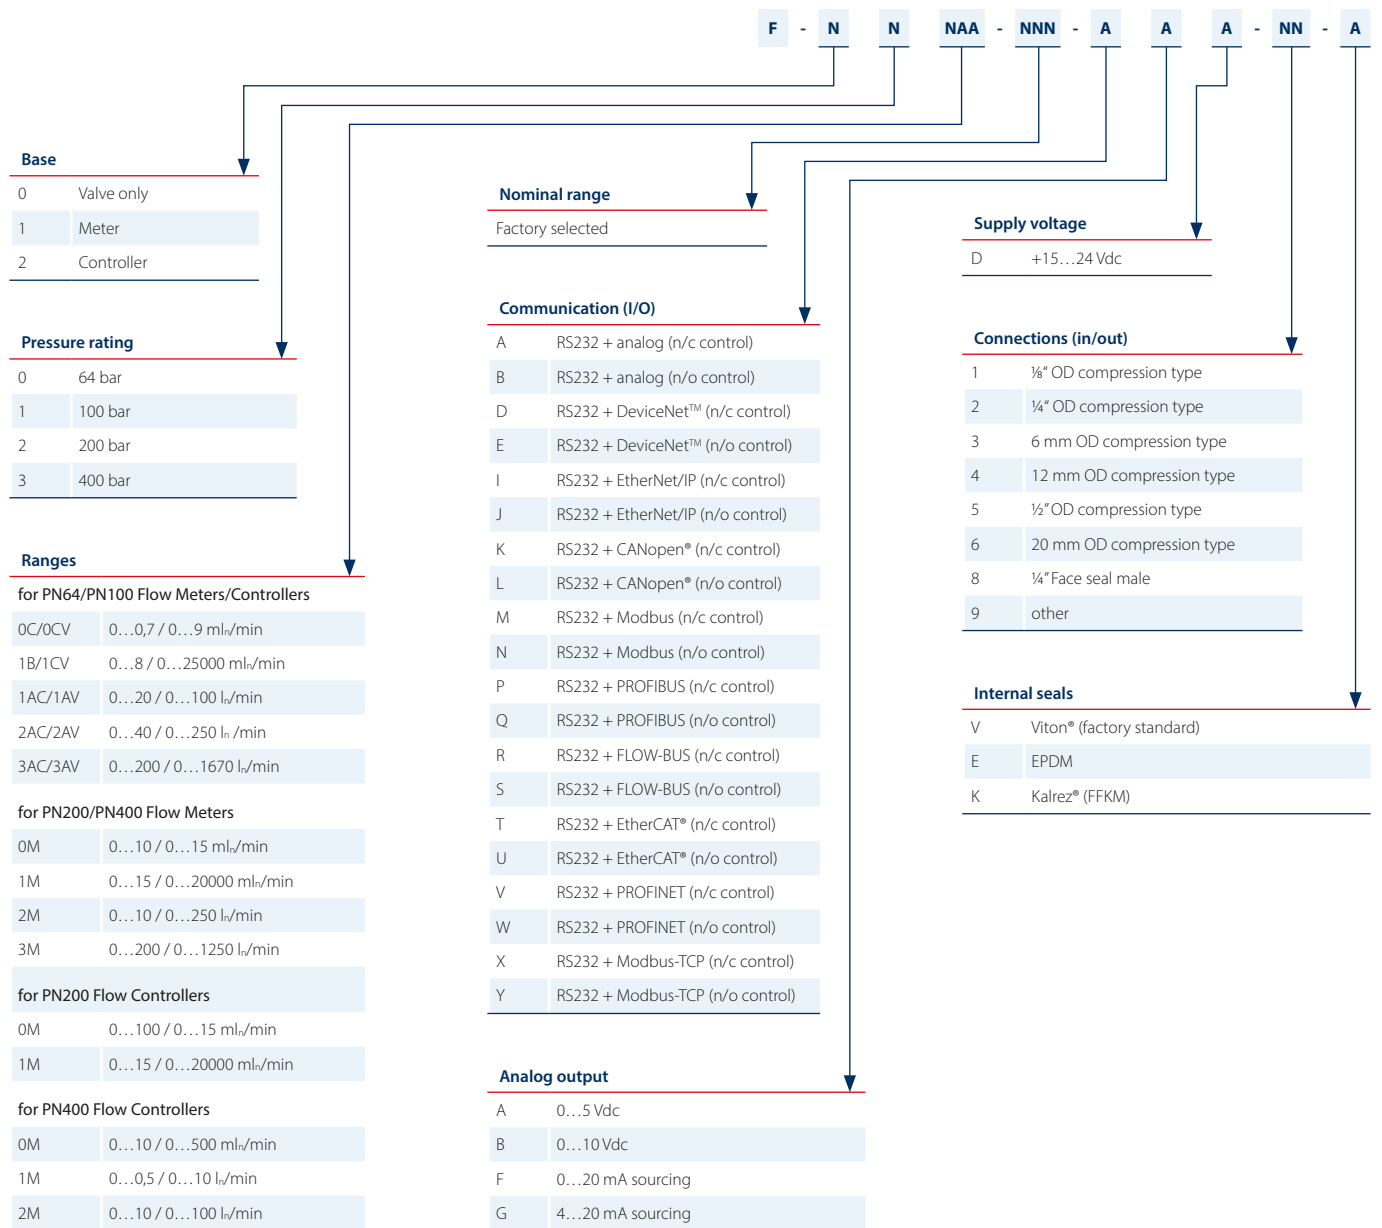 F - N N NAA - NNN - A A A - NN - A
Base
0 Valve only
1 Meter
2 Controller
Pressure rating
0 64 bar
1 100 bar
2 200 bar
3 400 bar
Ranges
for PN64/PN100 Flow Meters/Controllers
0C/0CV 0…0,7 / 0…9 mlₙ/min
1B/1CV 0…8 / 0…25000 mlₙ/min
1AC/1AV 0…20 / 0…100 lₙ/min
2AC/2AV 0…40 / 0…250 lₙ /min
3AC/3AV 0…200 / 0…1670 lₙ/min
for PN200/PN400 Flow Meters
0M 0…10 / 0…15 mlₙ/min
1M 0…15 / 0…20000 mlₙ/min
2M 0…10 / 0…250 lₙ/min
3M 0…200 / 0…1250 lₙ/min
for PN200 Flow Controllers
0M 0…100 / 0…15 mlₙ/min
1M 0…15 / 0…20000 mlₙ/min
for PN400 Flow Controllers
0M 0…10 / 0…500 mlₙ/min
1M 0…0,5 / 0…10 lₙ/min
2M 0…10 / 0…100 lₙ/min
Nominal range
Factory selected
Communication (I/O)
A RS232 + analog (n/c control)
B RS232 + analog (n/o control)
D RS232 + DeviceNet™ (n/c control)
E RS232 + DeviceNet™ (n/o control)
I RS232 + EtherNet/IP (n/c control)
J RS232 + EtherNet/IP (n/o control)
K RS232 + CANopen® (n/c control)
L RS232 + CANopen® (n/o control)
M RS232 + Modbus (n/c control)
N RS232 + Modbus (n/o control)
P RS232 + PROFIBUS (n/c control)
Q RS232 + PROFIBUS (n/o control)
R RS232 + FLOW-BUS (n/c control)
S RS232 + FLOW-BUS (n/o control)
T RS232 + EtherCAT® (n/c control)
U RS232 + EtherCAT® (n/o control)
V RS232 + PROFINET (n/c control)
W RS232 + PROFINET (n/o control)
X RS232 + Modbus-TCP (n/c control)
Y RS232 + Modbus-TCP (n/o control)
Analog output
A 0…5 Vdc
B 0…10 Vdc
F 0…20 mA sourcing
G 4…20 mA sourcing
Supply voltage
D +15…24 Vdc
Connections (in/out)
1 ⅛“ OD compression type
2 ¼“ OD compression type
3 6 mm OD compression type
4 12 mm OD compression type
5 ½” OD compression type
6 20 mm OD compression type
8 ¼” Face seal male
9 other
Internal seals
V Viton® (factory standard)
E EPDM
K Kalrez® (FFKM)